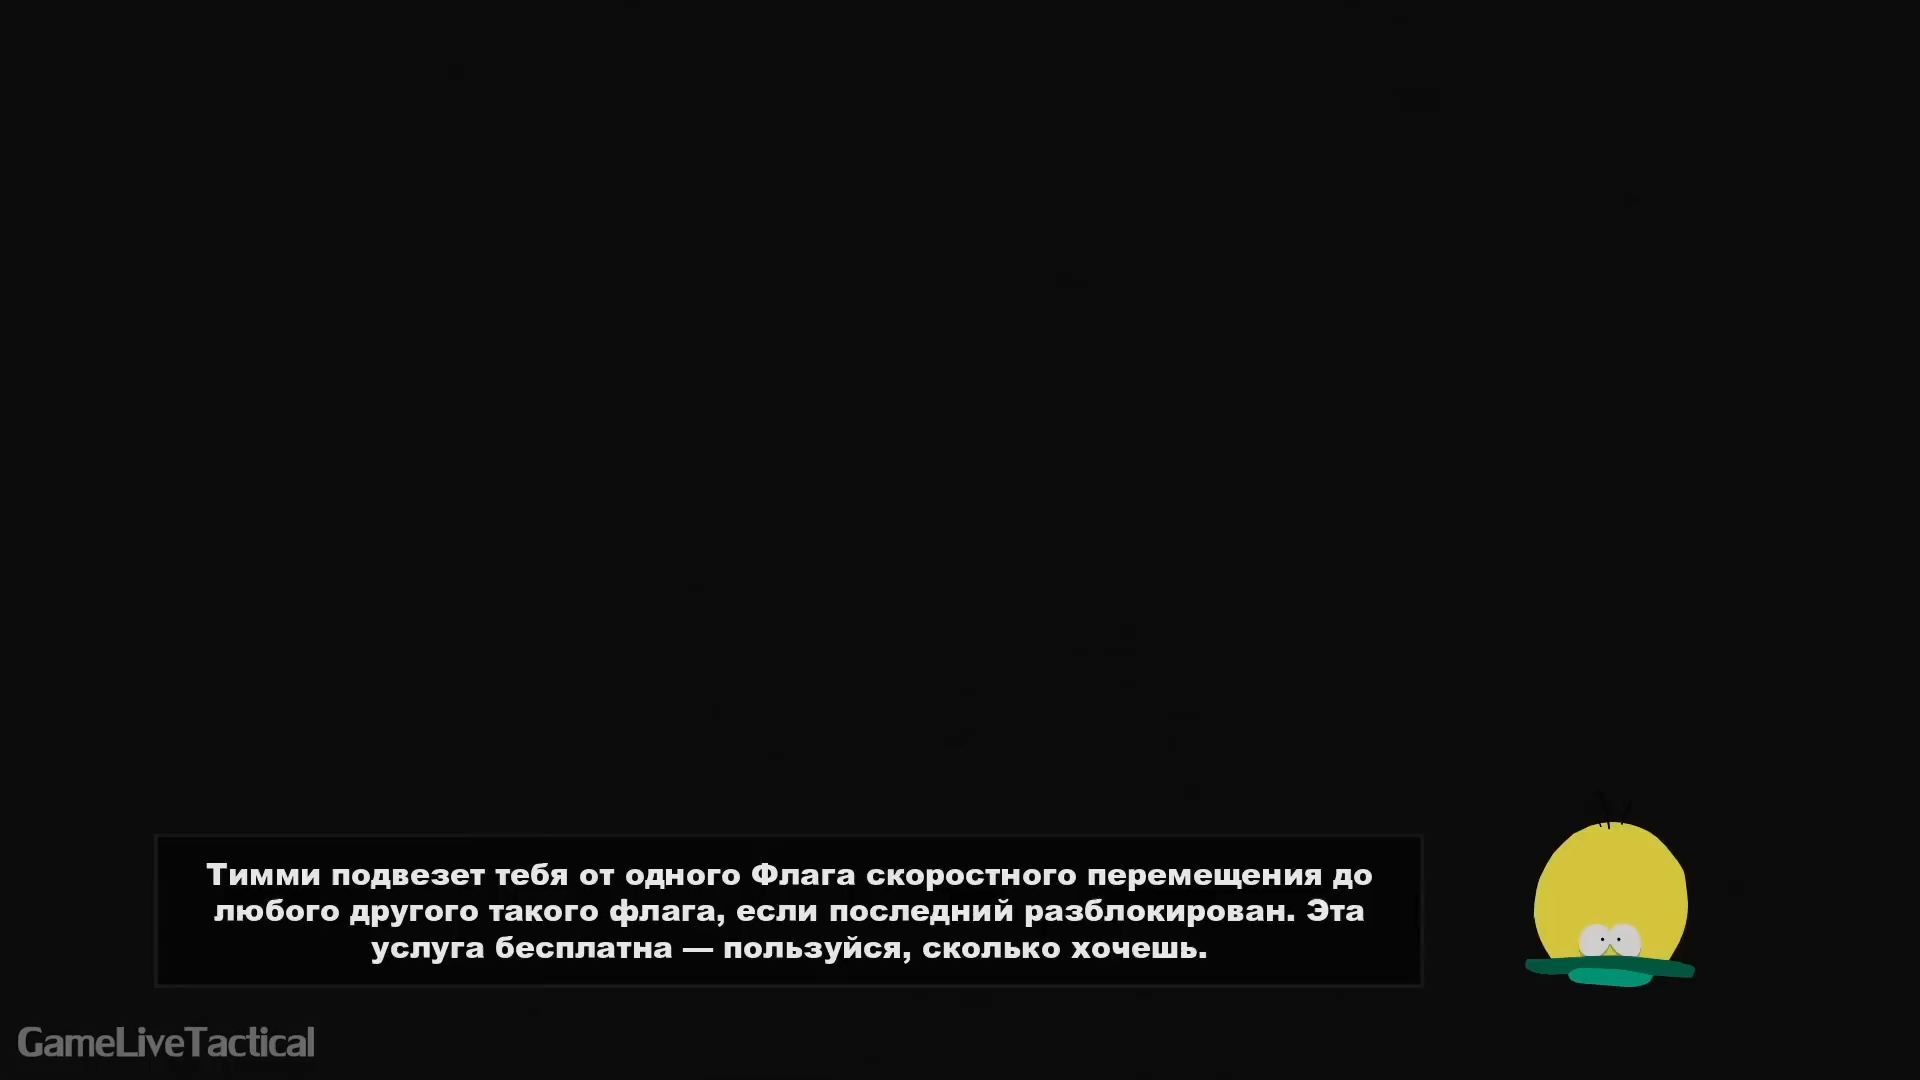 Тимми подвезет тебя от одного Флага скоростного перемещения до
любого другого такого флага, если последний разблокирован. Эта
услуга бесплатна — пользуйся, сколько хочешь.
GameLiveTactical